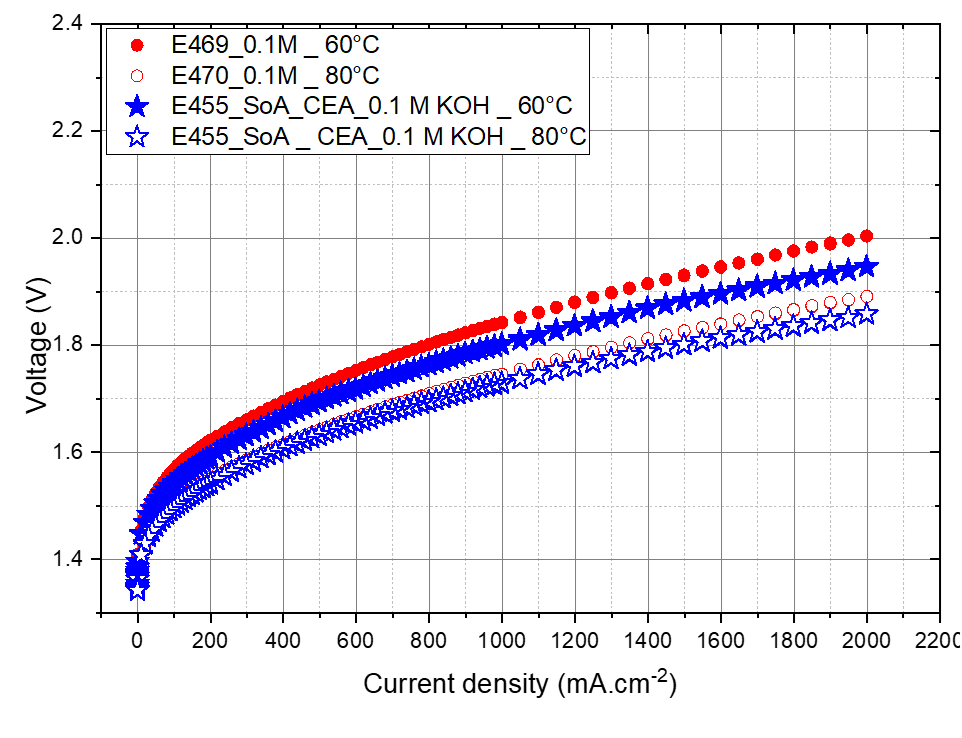 2.4
E469_0.1M _ 60°C
E470_0.1M _ 80°C
2.2
E455_SoA_CEA_0.1 M KOH _ 60°C
E455_SoA _ CEA_0.1 M KOH _ 80°C
2.0
1.8
1.6
1.4
Voltage (V)
0 200 400 600 800 1000 1200 1400 1600 1800 2000 2200
Current density (mA.cm-2)